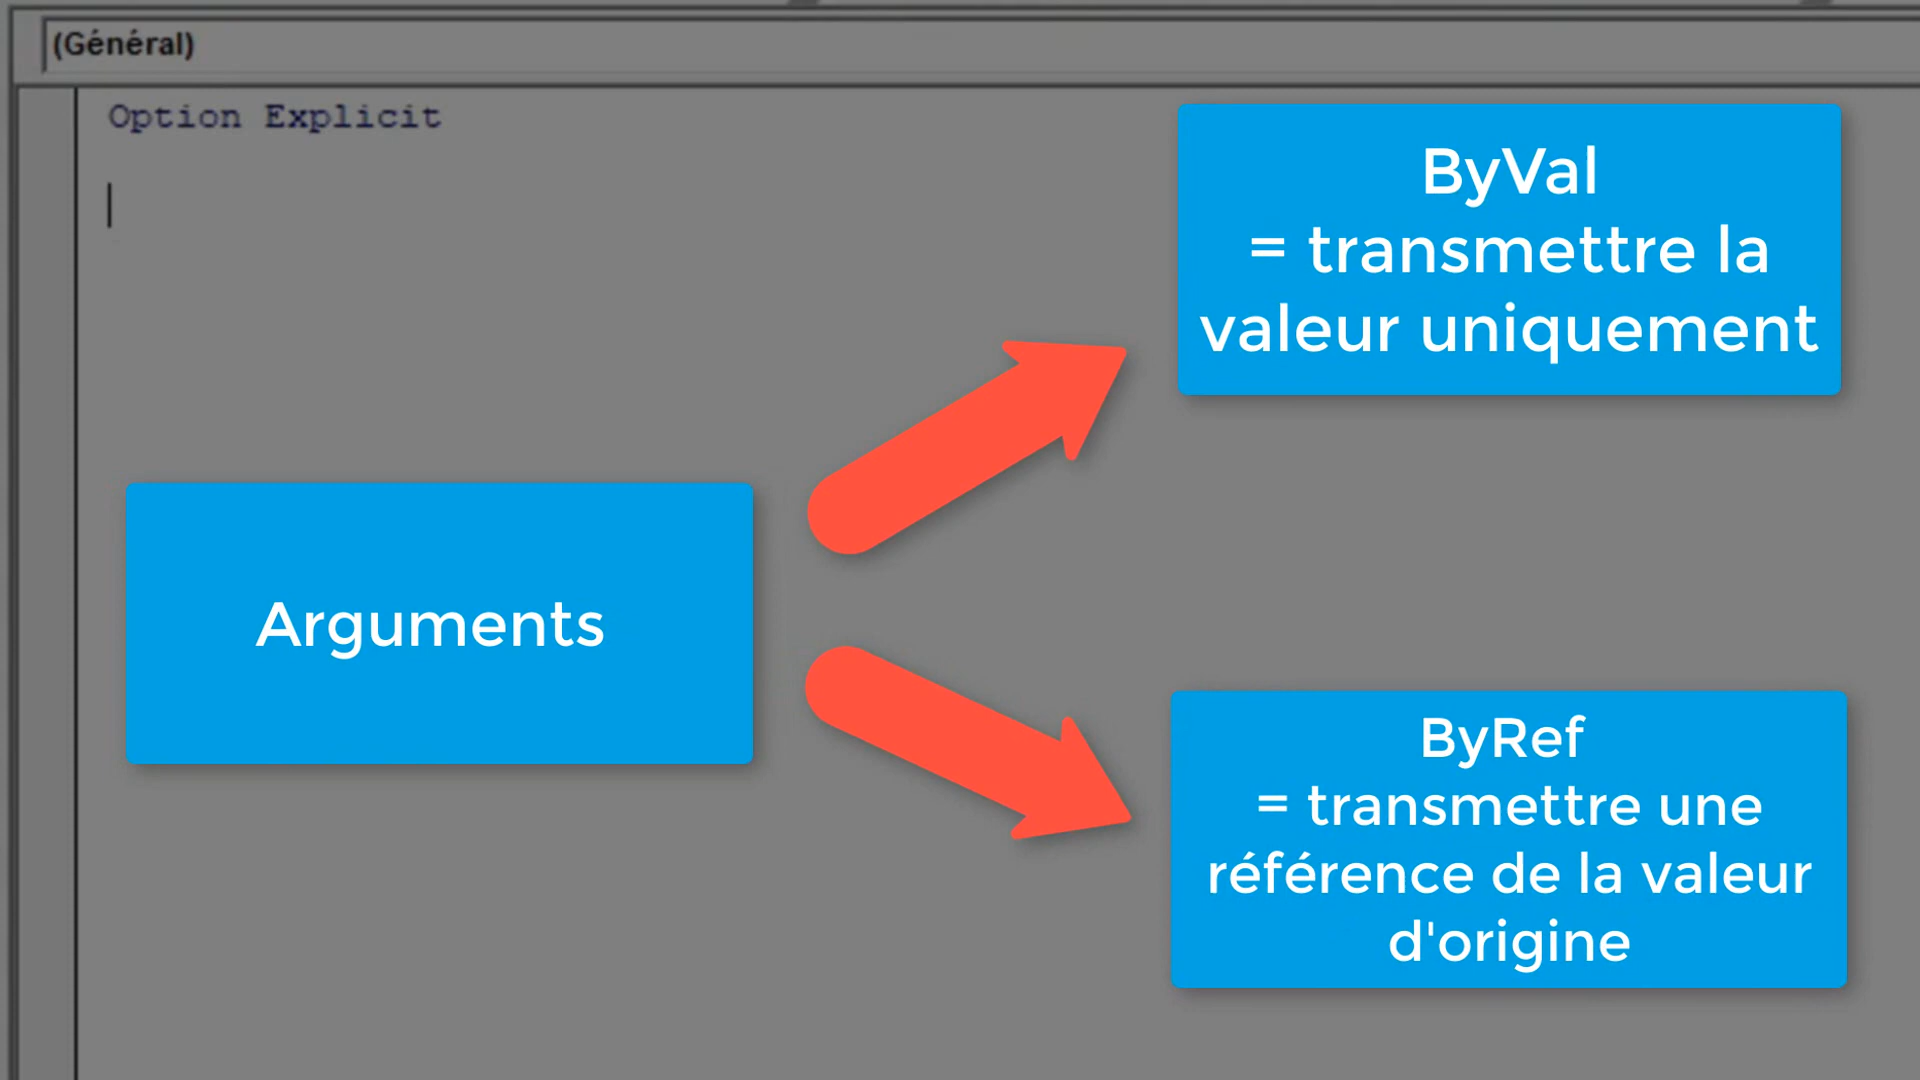 (Général)
Option Explicit
ByVal
= transmettre la
valeur uniquement
Arguments
ByRef
= transmettre une
référence de la valeur
d'origine